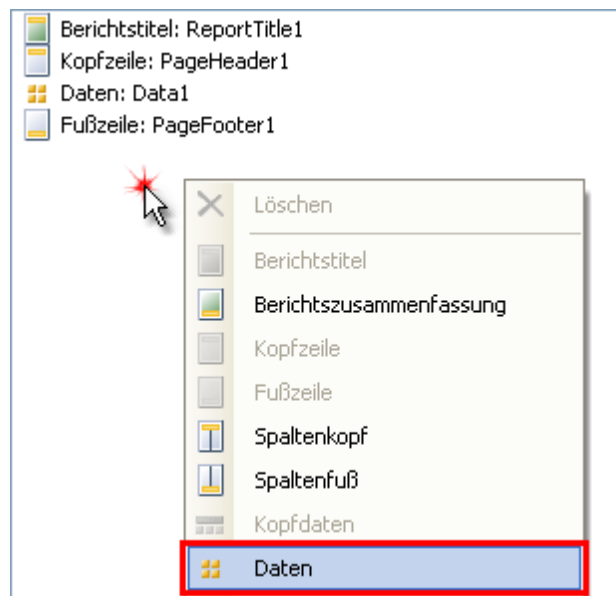 Berichtstitel: ReportTitle1
Kopfzeile: PageHeader1
Daten: Data1
Fußzeile: PageFooter1
Löschen
Berichtstitel
Berichtszusammenfassung
Kopfzeile
Fußzeile
Spaltenkopf
Spaltenfuß
Kopfdaten
Daten